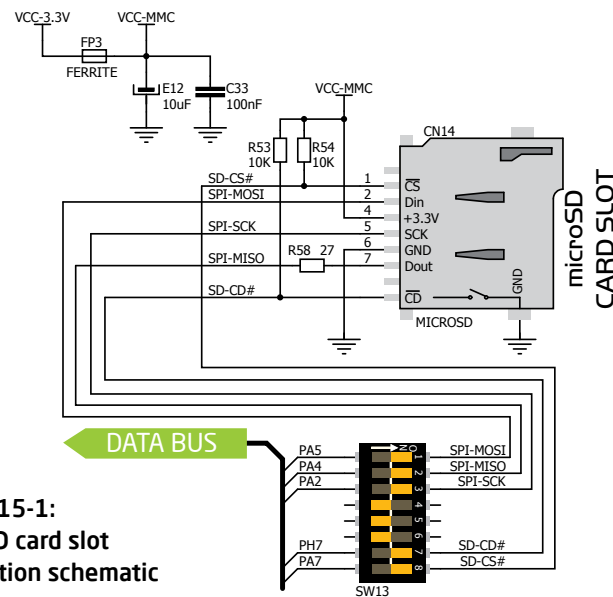 VCC-3.3V VCC-MMC
FP3
FERRITE
E12
10uF
C33
100nF
VCC-MMC
R53
10K
R54
10K
CN14
SD-CS# 1 CS
SPI-MOSI 2 Din
4 +3.3V
SPI-SCK 5 SCK
6 GND
SPI-MISO R58 27 7 Dout
SD-CD# CD
GND
MICROSD
microSD
CARD SLOT
DATA BUS
ON
PA5 1 SPI-MOSI
PA4 2 SPI-MISO
PA2 3 SPI-SCK
4
5
6
PH7 7 SD-CD#
PA7 8 SD-CS#
SW13
15-1:
card slot
tion schematic